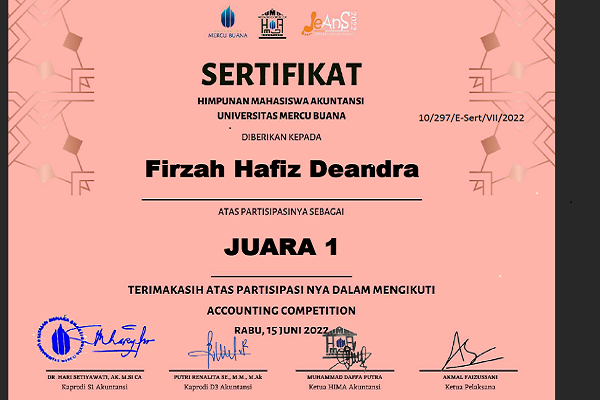 MERCU BUANA
HIMA
JeAnS 2022
SERTIFIKAT
HIMPUNAN MAHASISWA AKUNTANSI
UNIVERSITAS MERCU BUANA
10/297/E-Sert/VII/2022
DIBERIKAN KEPADA
Firzah Hafiz Deandra
ATAS PARTISIPASINYA SEBAGAI
JUARA 1
TERIMAKASIH ATAS PARTISIPASI NYA DALAM MENGIKUTI
ACCOUNTING COMPETITION
RABU, 15 JUNI 2022
DR HARI SETIYAWATI, AK. M.SI CA
Kaprodi S1 Akuntansi
PUTRI RENALITA SE., M.M., M.Ak
Kaprodi D3 Akuntansi
MUHAMMAD DAFFA PUTRA
Ketua HIMA Akuntansi
AKMAL FAIZUSSANI
Ketua Pelaksana